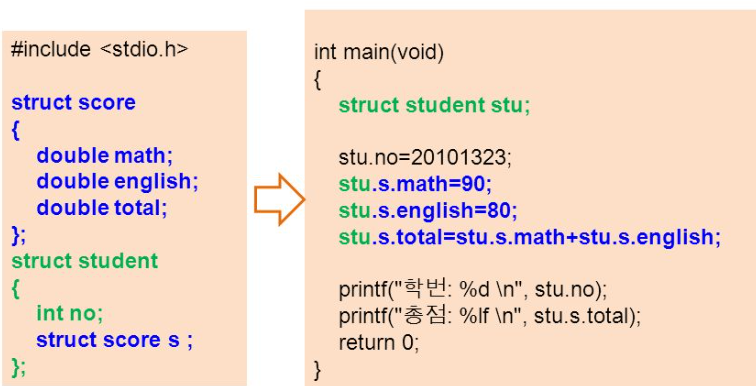 #include <stdio.h>
struct score
{
double math;
double english;
double total;
};
struct student
{
int no;
struct score s ;
};
int main(void)
{
struct student stu;
stu.no=20101323;
stu.s.math=90;
stu.s.english=80;
stu.s.total=stu.s.math+stu.s.english;
printf("학번: %d \n", stu.no);
printf("총점: %lf \n", stu.s.total);
return 0;
}